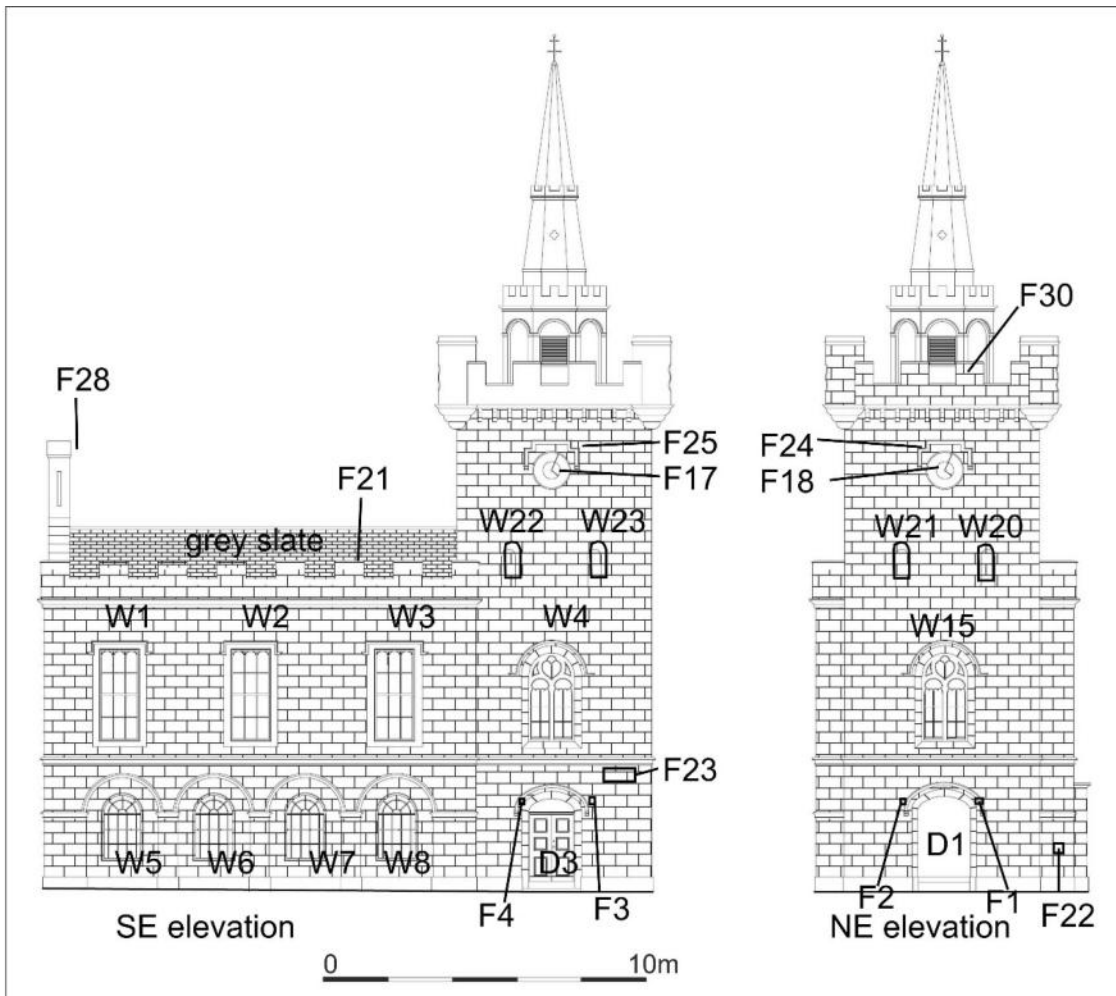 F28
F30
F25
F24
F17
F18
F21
W22 W23
W21 W20
grey slate
W1 W2 W3 W4
W15
F23
W5 W6 W7 W8 D3
D1
F4 F3
F2 F1 F22
SE elevation
NE elevation
0 10m